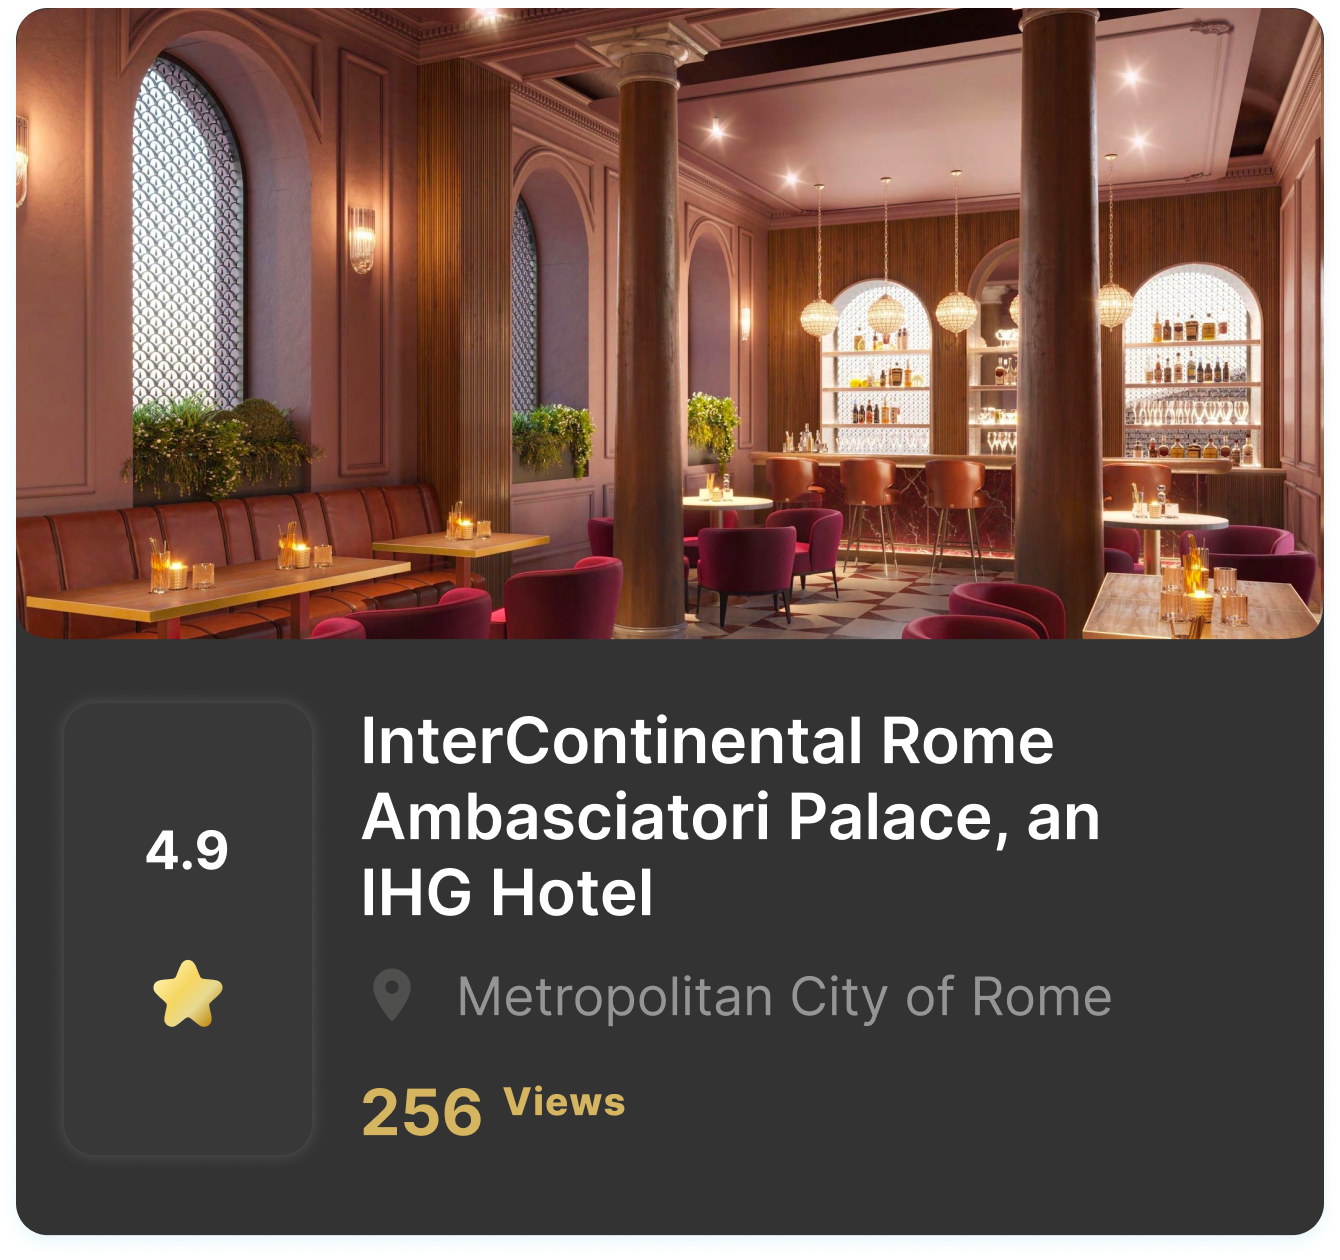 4.9
InterContinental Rome
Ambasciatori Palace, an
IHG Hotel
Metropolitan City of Rome
256 Views